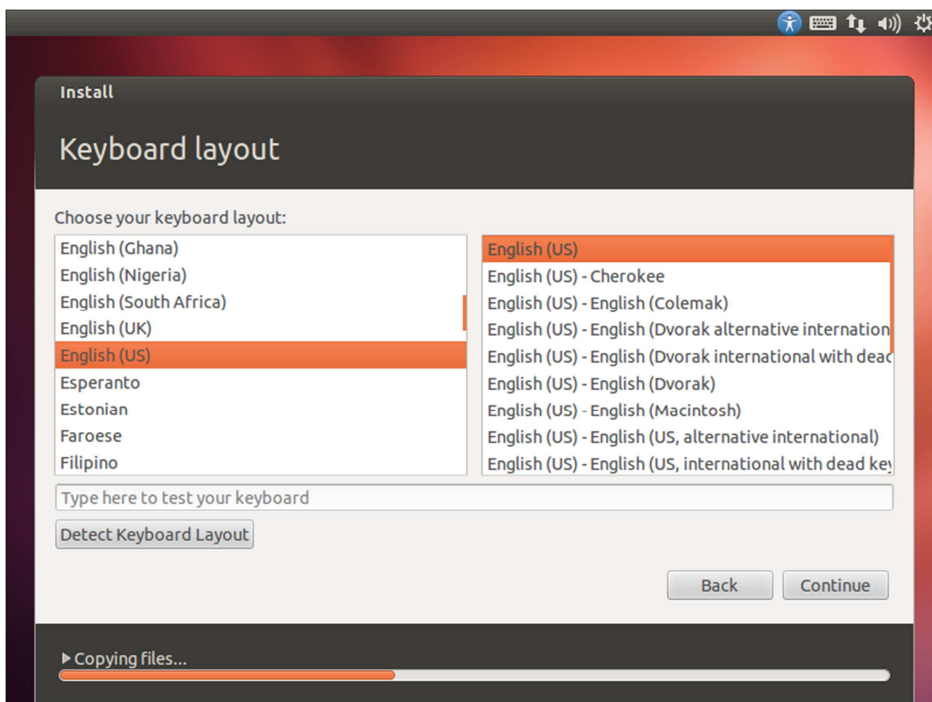 Install
Keyboard layout
Choose your keyboard layout:
English (Ghana)
English (Nigeria)
English (South Africa)
English (UK)
English (US)
Esperanto
Estonian
Faroese
Filipino
English (US)
English (US) - Cherokee
English (US) - English (Colemak)
English (US) - English (Dvorak alternative internation
English (US) - English (Dvorak international with dead
English (US) - English (Dvorak)
English (US) - English (Macintosh)
English (US) - English (US, alternative international)
English (US) - English (US, international with dead key
Type here to test your keyboard
Detect Keyboard Layout
Back Continue
Copying files...